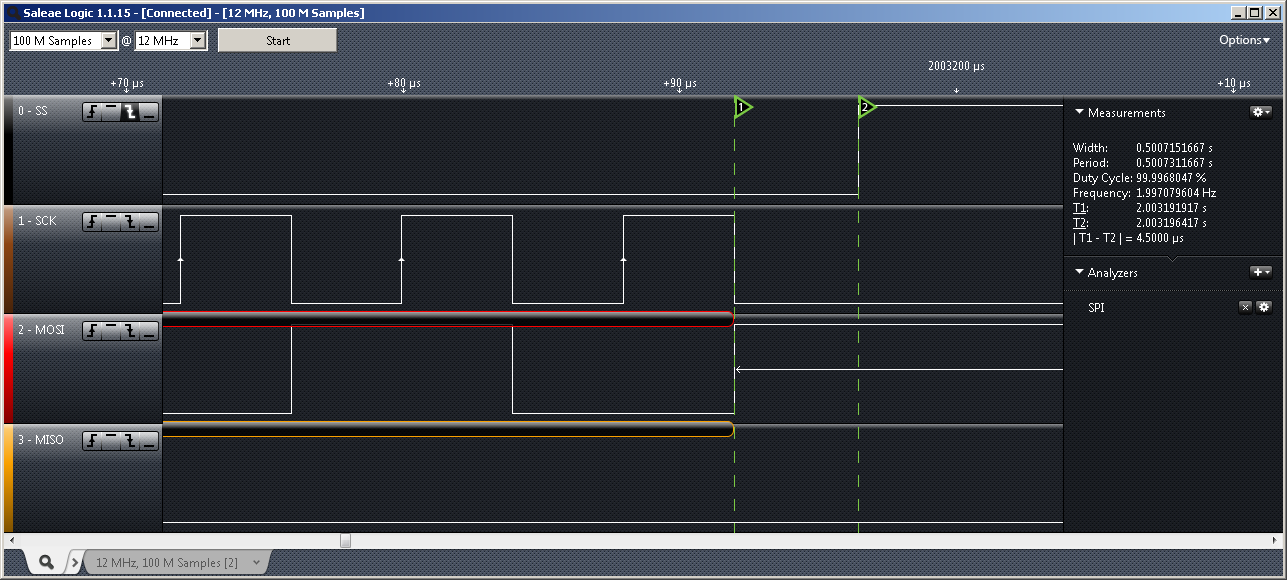 Saleae Logic 1.1.15 - [Connected] - [12 MHz, 100 M Samples]
100 M Samples @ 12 MHz Start Options
2003200 µs
+70 µs +80 µs +90 µs +10 µs
0 - SS
1 2
Measurements
Width: 0.5007151667 s
Period: 0.5007311667 s
Duty Cycle: 99.9968047 %
Frequency: 1.997079604 Hz
T1: 2.003191917 s
T2: 2.003196417 s
| T1 - T2 | = 4.5000 µs
1 - SCK
Analyzers
SPI
2 - MOSI
3 - MISO
12 MHz, 100 M Samples [2]